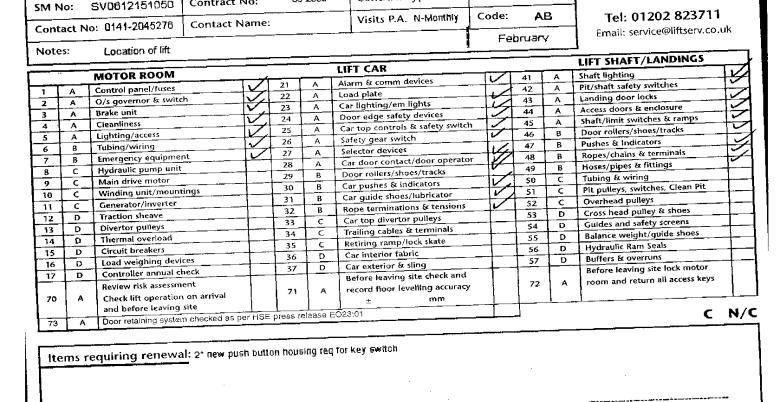 SM No: SV0612151050 Contract No:
Contact No: 0141-2045276 Contact Name: Visits P.A. N-Monthly Code: AB
February
Tel: 01202 823711
Email: service@liftserv.co.uk
Notes: Location of lift
MOTOR ROOM
1 A Control panel/fuses
2 A O/s governor & switch
3 A Brake unit
4 A Cleanliness
5 A Lighting/access
6 B Tubing/wiring
7 B Emergency equipment
8 C Hydraulic pump unit
9 C Main drive motor
10 C Winding unit/mountings
11 C Generator/inverter
12 D Traction sheave
13 D Divertor pulleys
14 D Thermal overload
15 D Circuit breakers
16 D Load weighing devices
17 D Controller annual check
70 A Review risk assessment
Check lift operation on arrival
and before leaving site
73 A Door retaining system checked as per HSE press release EO23:01
LIFT CAR
21 A Alarm & comm devices
22 A Load plate
23 A Car lighting/em lights
24 A Door edge safety devices
25 A Car top controls & safety switch
26 A Safety gear switch
27 A Selector devices
28 A Car door contact/door operator
29 B Door rollers/shoes/tracks
30 B Car pushes & indicators
31 B Car guide shoes/lubricator
32 B Rope terminations & tensions
33 C Car top divertor pulleys
34 C Trailing cables & terminals
35 C Retiring ramp/lock skate
36 D Car interior fabric
37 D Car exterior & sling
71 A Before leaving site check and
record floor levelling accuracy
± mm
LIFT SHAFT/LANDINGS
41 A Shaft lighting
42 A Pit/shaft safety switches
43 A Landing door locks
44 A Access doors & enclosure
45 A Shaft/limit switches & ramps
46 B Door rollers/shoes/tracks
47 B Pushes & Indicators
48 B Ropes/chains & terminals
49 B Hoses/pipes & fittings
50 C Tubing & wiring
51 C Pit pulleys, switches, Clean Pit
52 C Overhead pulleys
53 D Cross head pulley & shoes
54 D Guides and safety screens
55 D Balance weight/guide shoes
56 D Hydraulic Ram Seals
57 D Buffers & overruns
72 A Before leaving site lock motor
room and return all access keys
C N/C
Items requiring renewal: 2* new push button housing req for key switch